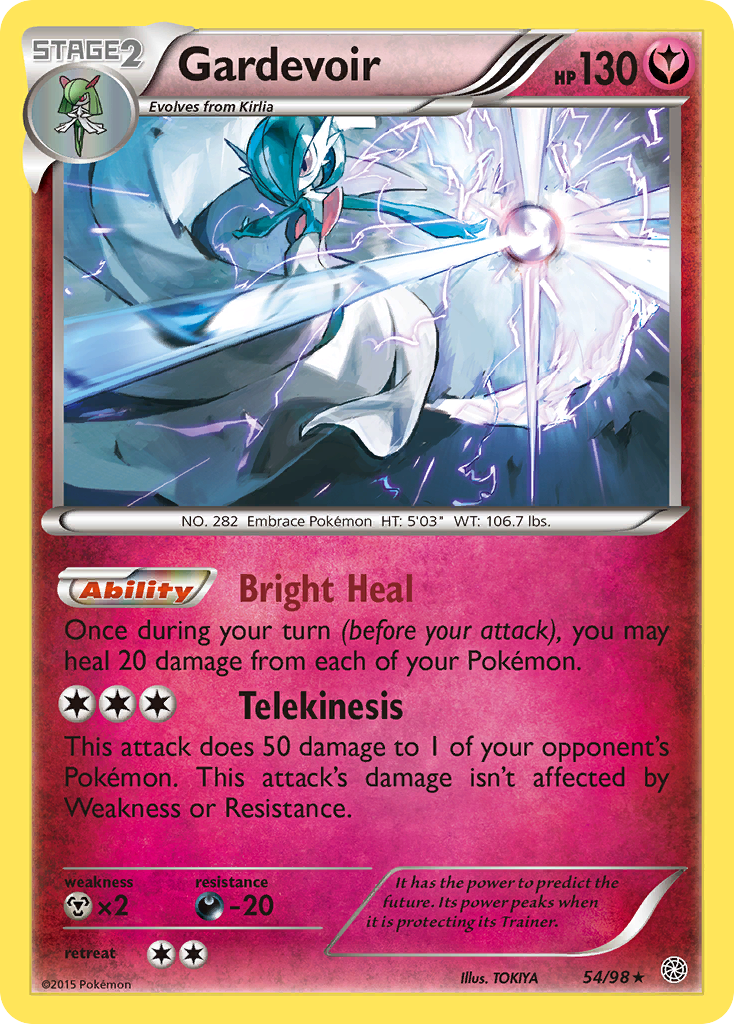 STAGE2
Gardevoir
HP 130
Evolves from Kirlia
NO. 282 Embrace Pokémon HT: 5'03" WT: 106.7 lbs.
Ability Bright Heal
Once during your turn (before your attack), you may
heal 20 damage from each of your Pokémon.
Telekinesis
This attack does 50 damage to 1 of your opponent's
Pokémon. This attack's damage isn't affected by
Weakness or Resistance.
weakness
×2
resistance
-20
retreat
It has the power to predict the
future. Its power peaks when
it is protecting its Trainer.
©2015 Pokémon
Illus. TOKIYA
54/98★